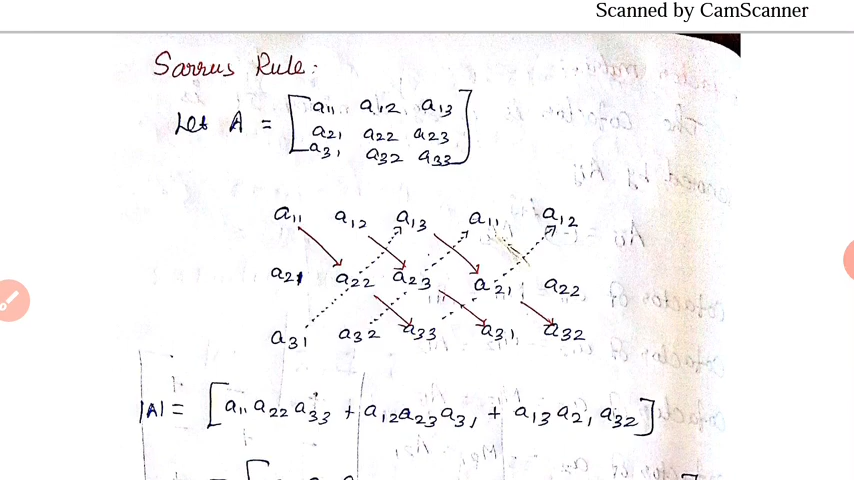 Scanned by CamScanner
Sarrus Rule:
Let A = [a11 a12 a13
a21 a22 a23
a31 a32 a33]
a11 a12 a13 a11 a12
a21 a22 a23 a21 a22
a31 a32 a33 a31 a32
|A| = [a11 a22 a33 + a12 a23 a31 + a13 a21 a32]